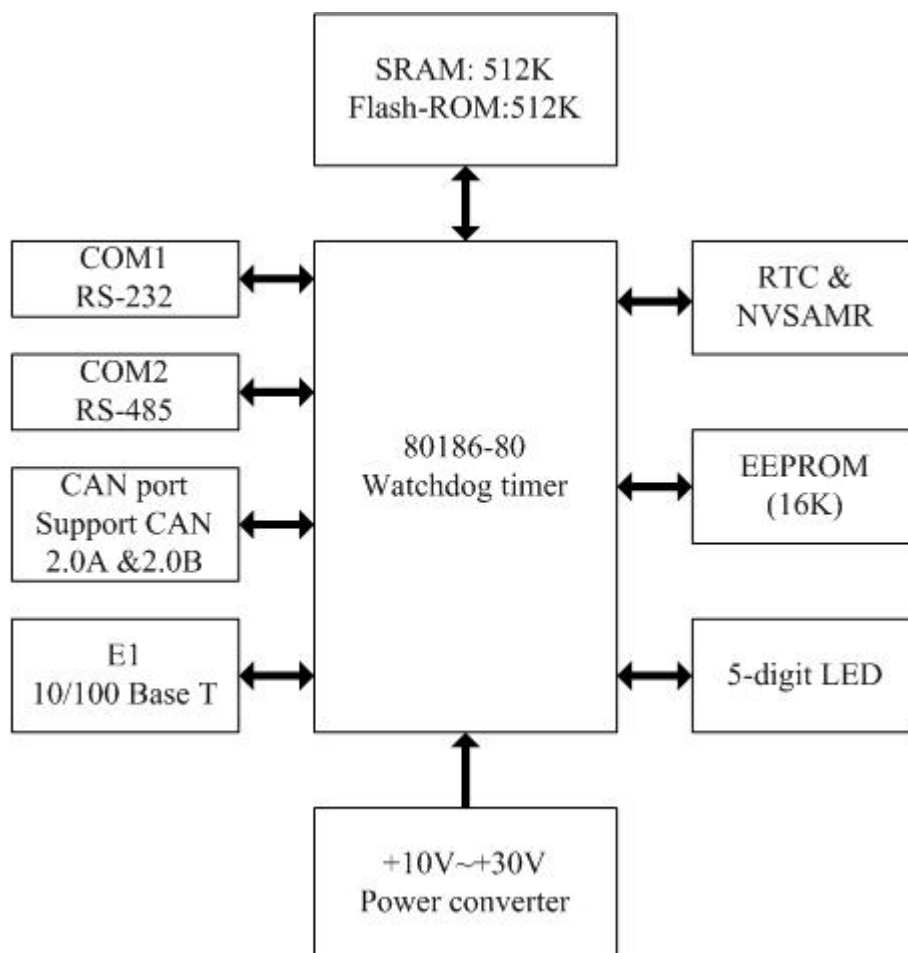 SRAM: 512K
Flash-ROM:512K
COM1
RS-232
COM2
RS-485
CAN port
Support CAN
2.0A &2.0B
E1
10/100 Base T
80186-80
Watchdog timer
RTC &
NVSAMR
EEPROM
(16K)
5-digit LED
+10V~+30V
Power converter